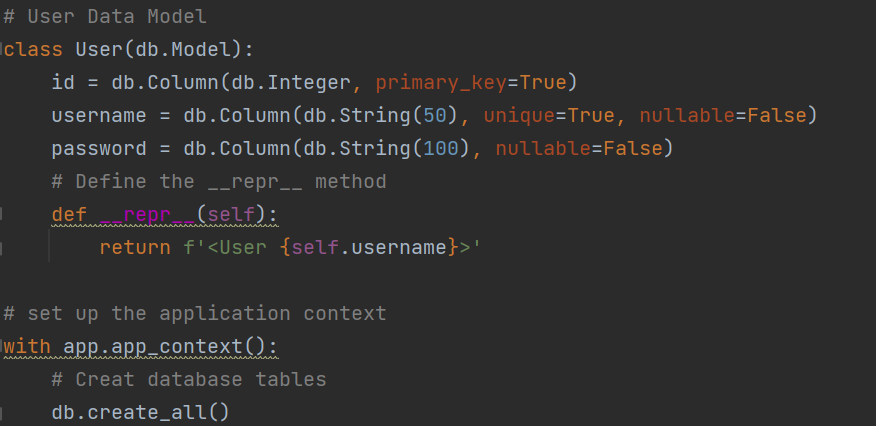 # User Data Model
class User(db.Model):
    id = db.Column(db.Integer, primary_key=True)
    username = db.Column(db.String(50), unique=True, nullable=False)
    password = db.Column(db.String(100), nullable=False)
    # Define the __repr__ method
    def __repr__(self):
        return f'<User {self.username}>'

# set up the application context
with app.app_context():
    # Creat database tables
    db.create_all()